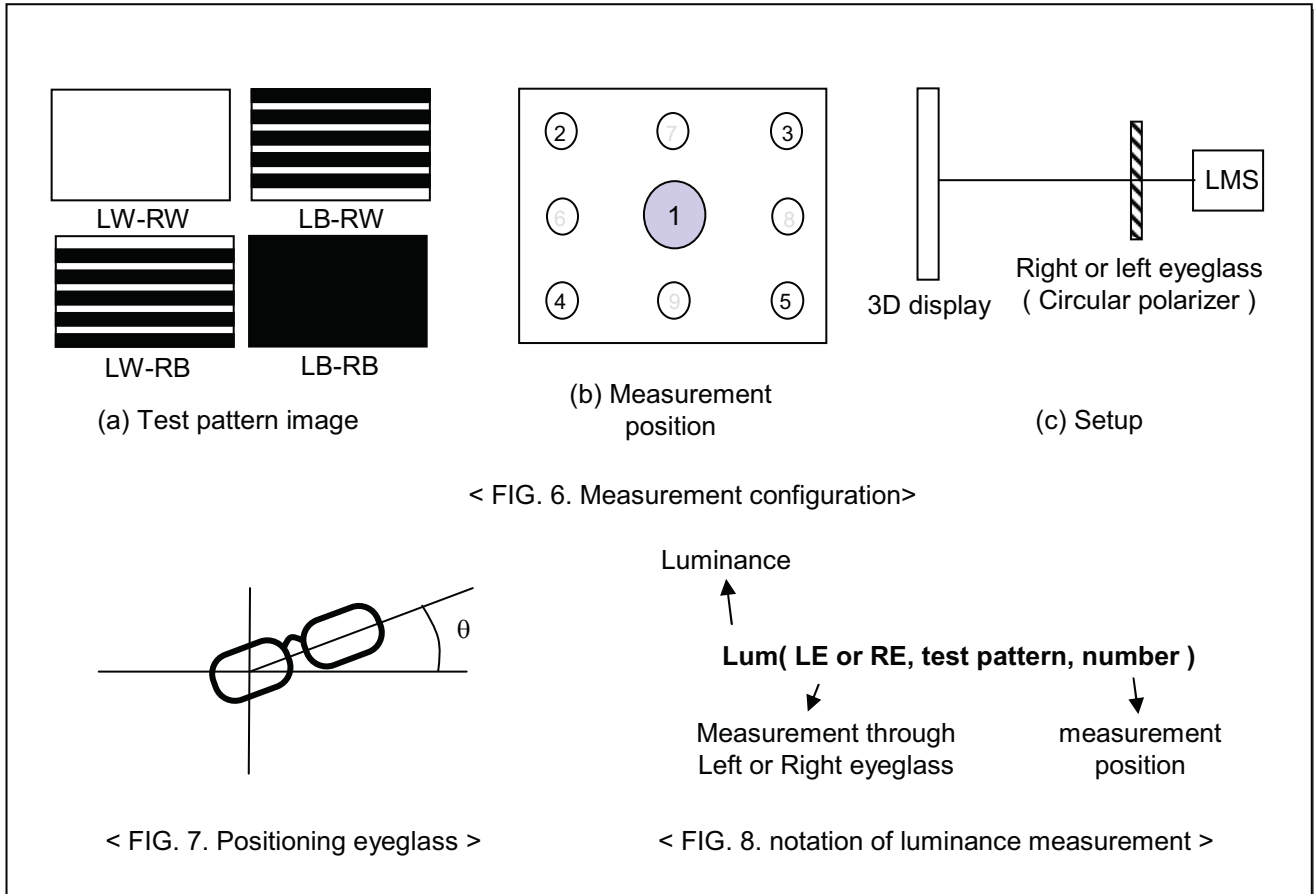 LW-RW
LB-RW
LW-RB
LB-RB
(a) Test pattern image
2
7
3
6
1
8
4
9
5
(b) Measurement
position
LMS
3D display
Right or left eyeglass
( Circular polarizer )
(c) Setup
< FIG. 6. Measurement configuration>
θ
< FIG. 7. Positioning eyeglass >
Luminance
Lum( LE or RE, test pattern, number )
Measurement through
Left or Right eyeglass
measurement
position
< FIG. 8. notation of luminance measurement >